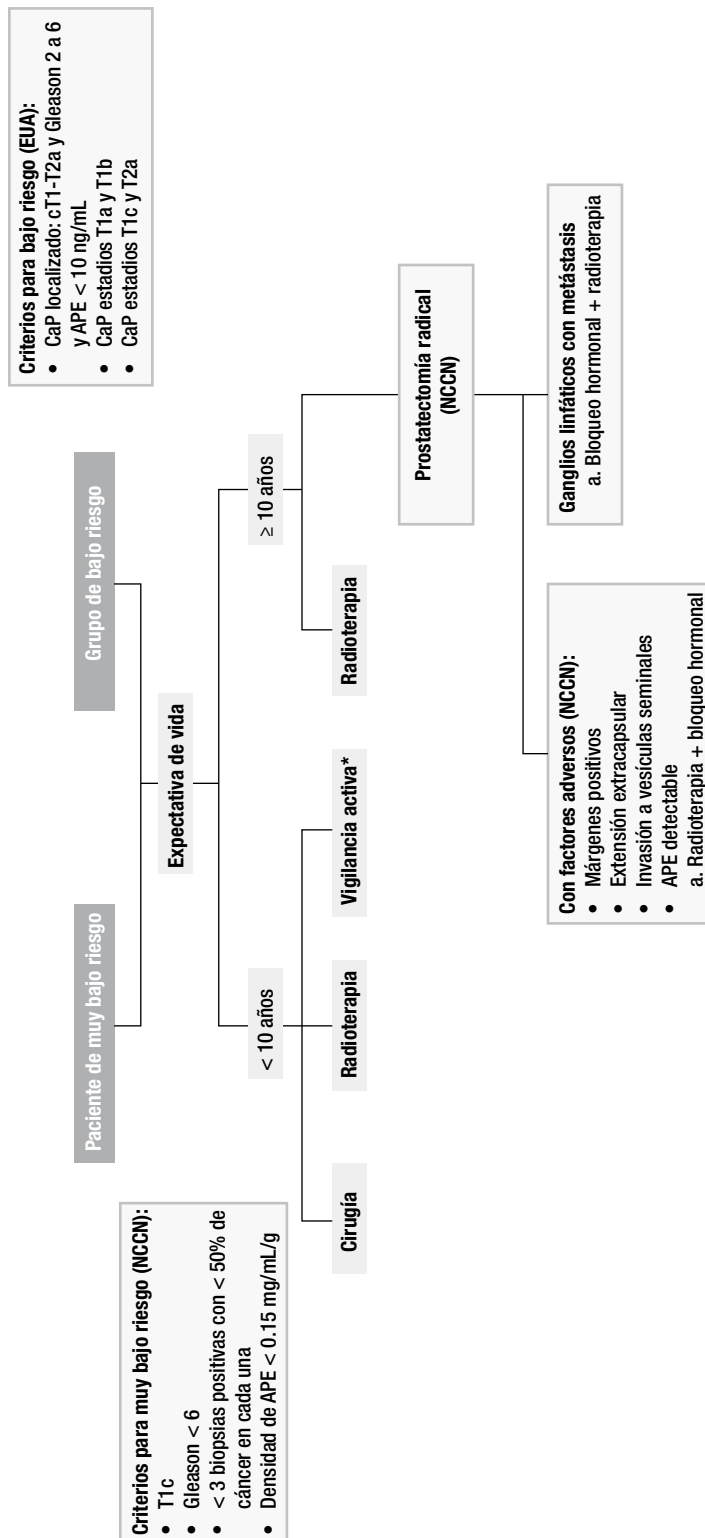 Paciente de muy bajo riesgo
Grupo de bajo riesgo
Criterios para bajo riesgo (EUA):
• CaP localizado: cT1-T2a y Gleason 2 a 6
y APE < 10 ng/mL
• CaP estadios T1a y T1b
• CaP estadios T1c y T2a
Criterios para muy bajo riesgo (NCCN):
• T1c
• Gleason < 6
• < 3 biopsias positivas con < 50% de
cáncer en cada una
• Densidad de APE < 0.15 mg/mL/g
Expectativa de vida
< 10 años
≥ 10 años
Cirugía
Radioterapia
Vigilancia activa*
Radioterapia
Prostatectomía radical
(NCCN)
Con factores adversos (NCCN):
• Márgenes positivos
• Extensión extracapsular
• Invasión a vesículas seminales
• APE detectable
a. Radioterapia + bloqueo hormonal
Ganglios linfáticos con metástasis
a. Bloqueo hormonal + radioterapia